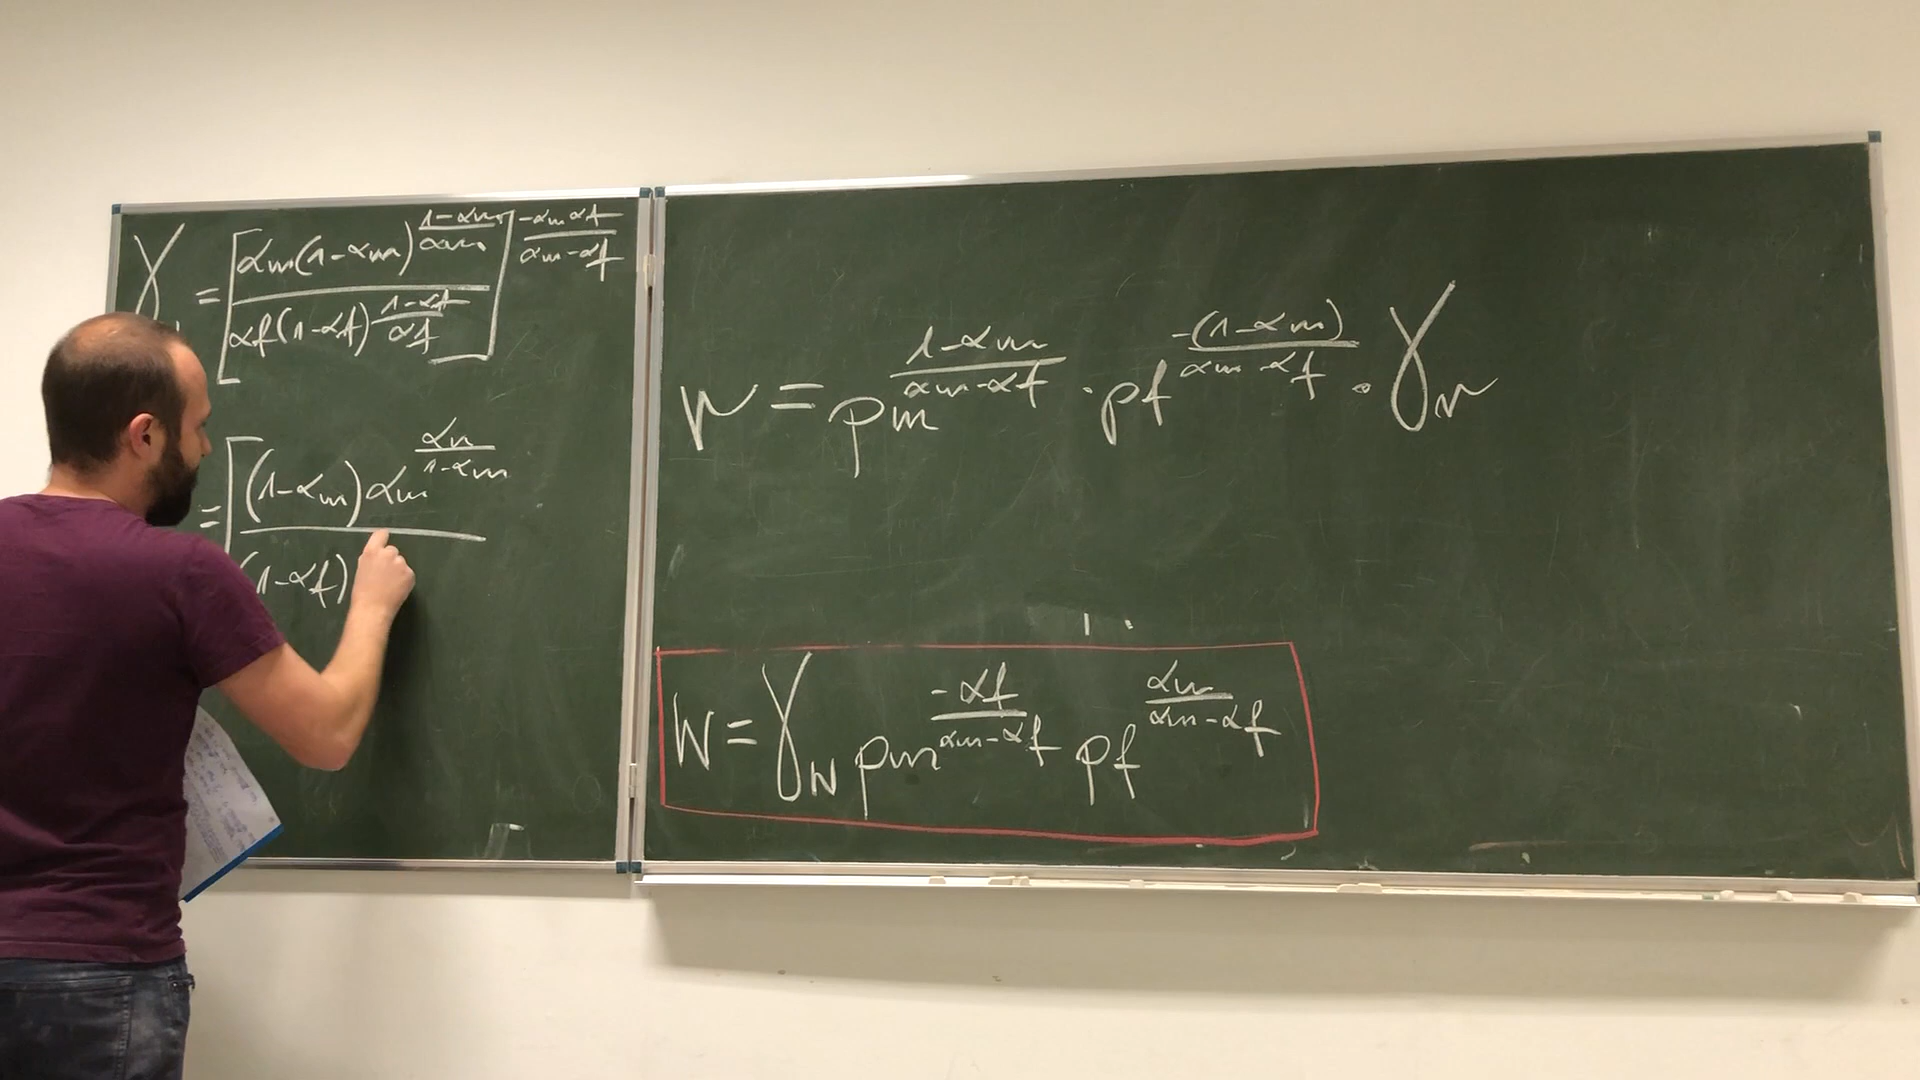 γ = [αm(1-αm)^((1-αm)/αm) / αf(1-αf)^((1-αf)/αf)]^(-αmαf/(αm-αf))
= [(1-αm)αm^(αm/(1-αm)) / (1-αf)
r = pm^((1-αm)/(αm-αf)) · pf^(-(1-αm)/(αm-αf)) · γr
W = γW pm^(-αf/(αm-αf)) pf^(αm/(αm-αf))